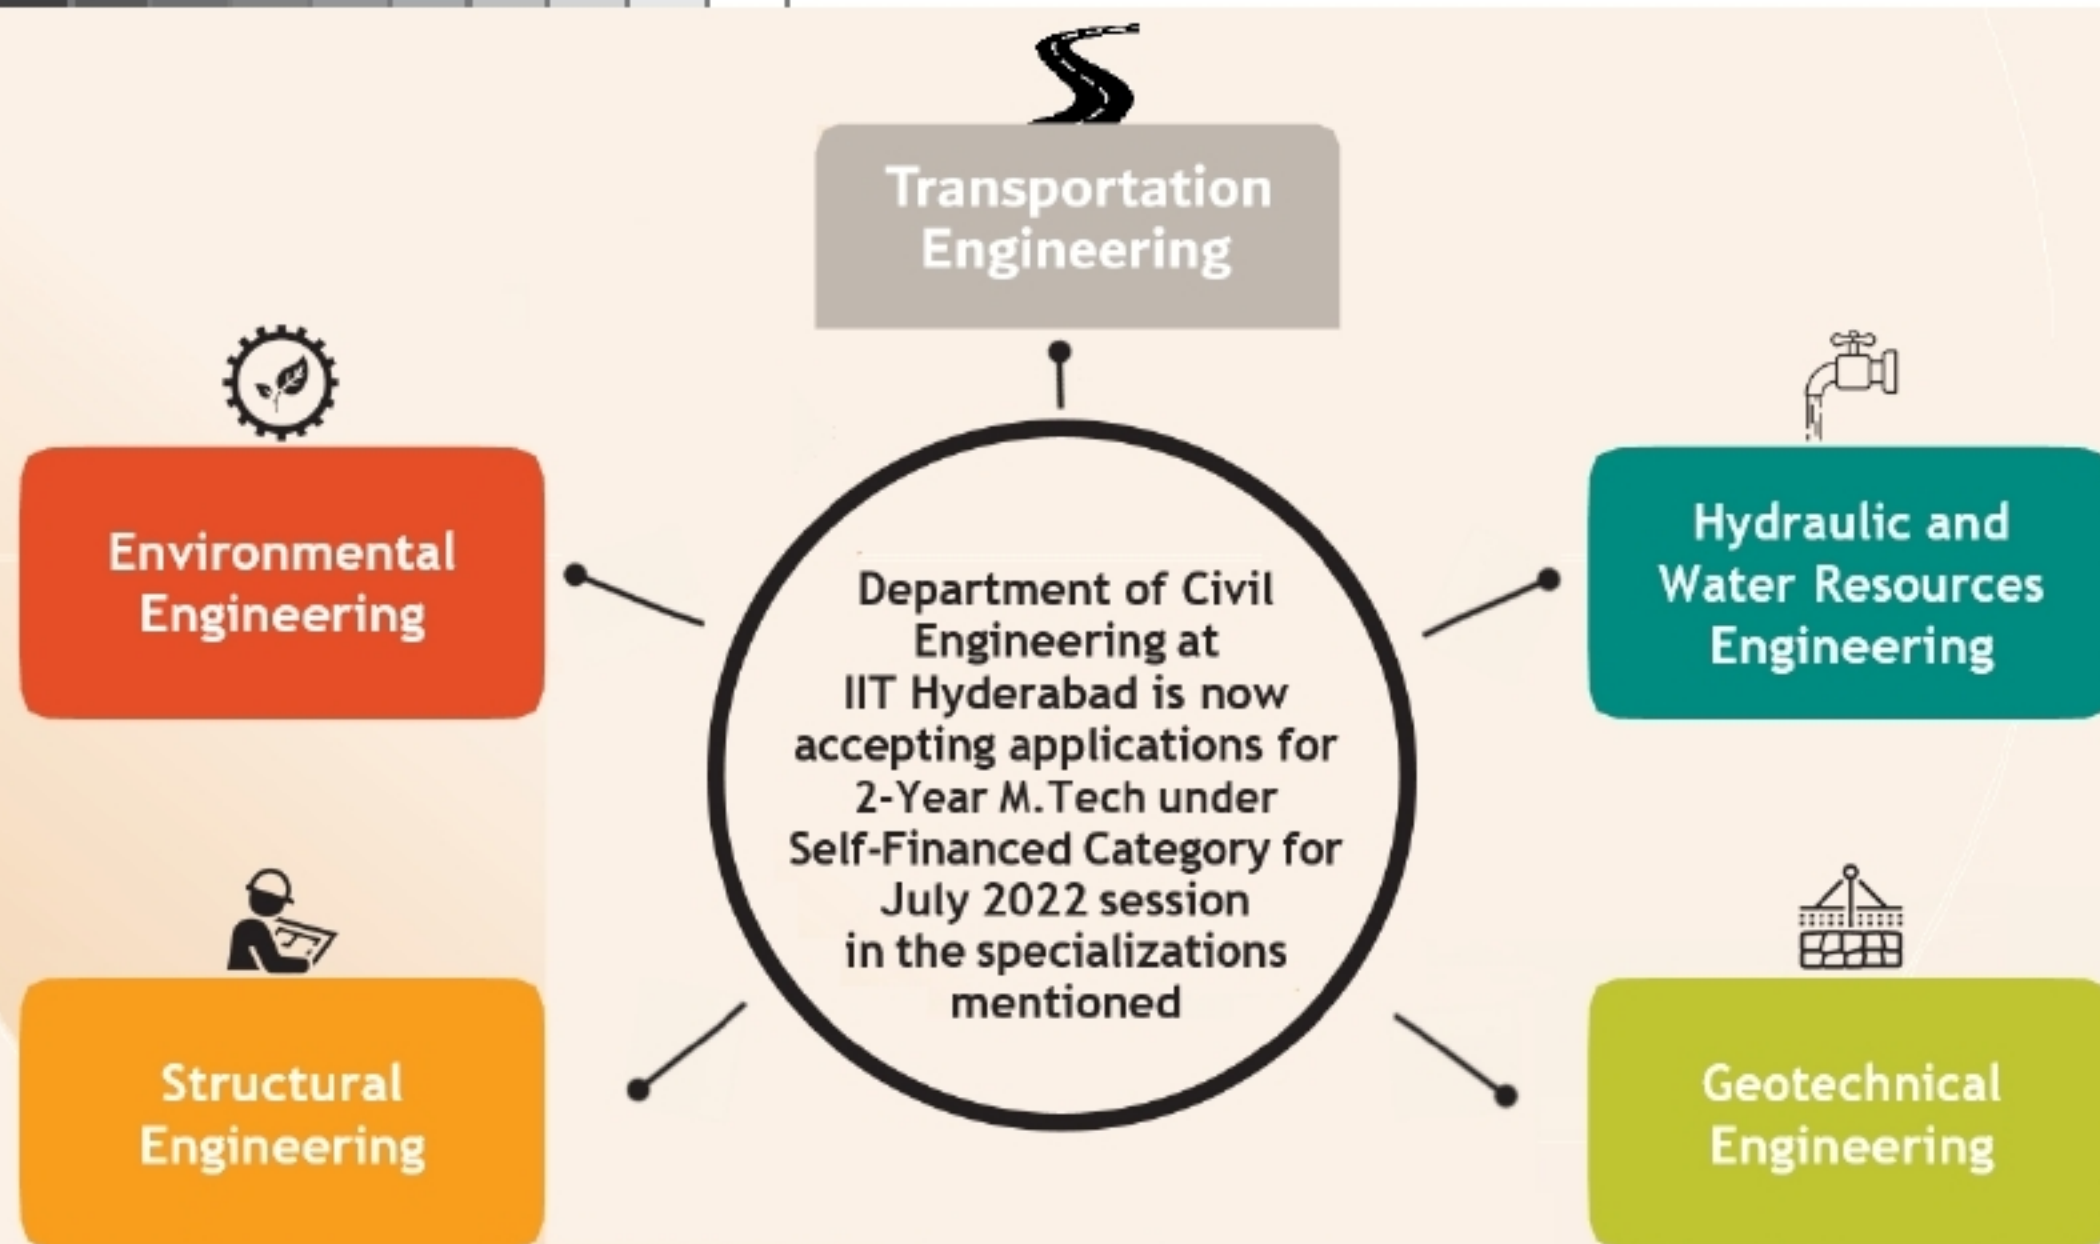 Transportation
Engineering
Environmental
Engineering
Hydraulic and
Water Resources
Engineering
Department of Civil
Engineering at
IIT Hyderabad is now
accepting applications for
2-Year M.Tech under
Self-Financed Category for
July 2022 session
in the specializations
mentioned
Structural
Engineering
Geotechnical
Engineering